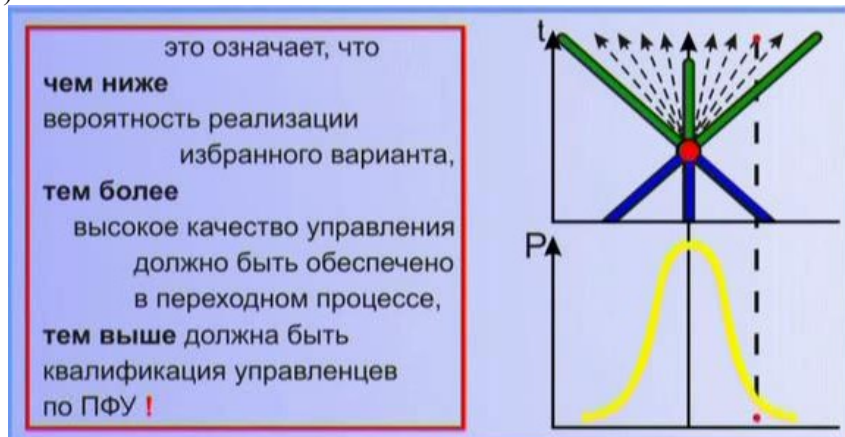 )
это означает, что
чем ниже
вероятность реализации
избранного варианта,
тем более
высокое качество управления
должно быть обеспечено
в переходном процессе,
тем выше должна быть
квалификация управленцев
по ПФУ !
t
P